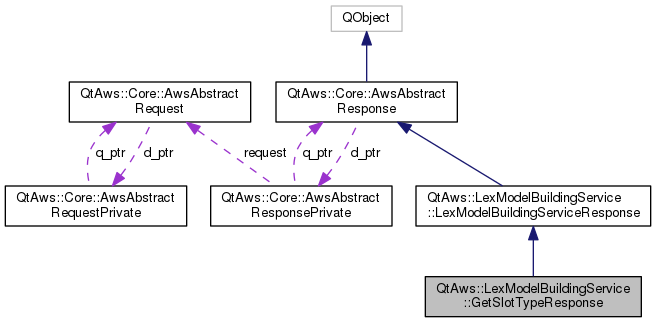 QObject
QtAws::Core::AwsAbstract
Request
QtAws::Core::AwsAbstract
Response
q_ptr
d_ptr
request
q_ptr
d_ptr
QtAws::Core::AwsAbstract
RequestPrivate
QtAws::Core::AwsAbstract
ResponsePrivate
QtAws::LexModelBuildingService
::LexModelBuildingServiceResponse
QtAws::LexModelBuildingService
::GetSlotTypeResponse